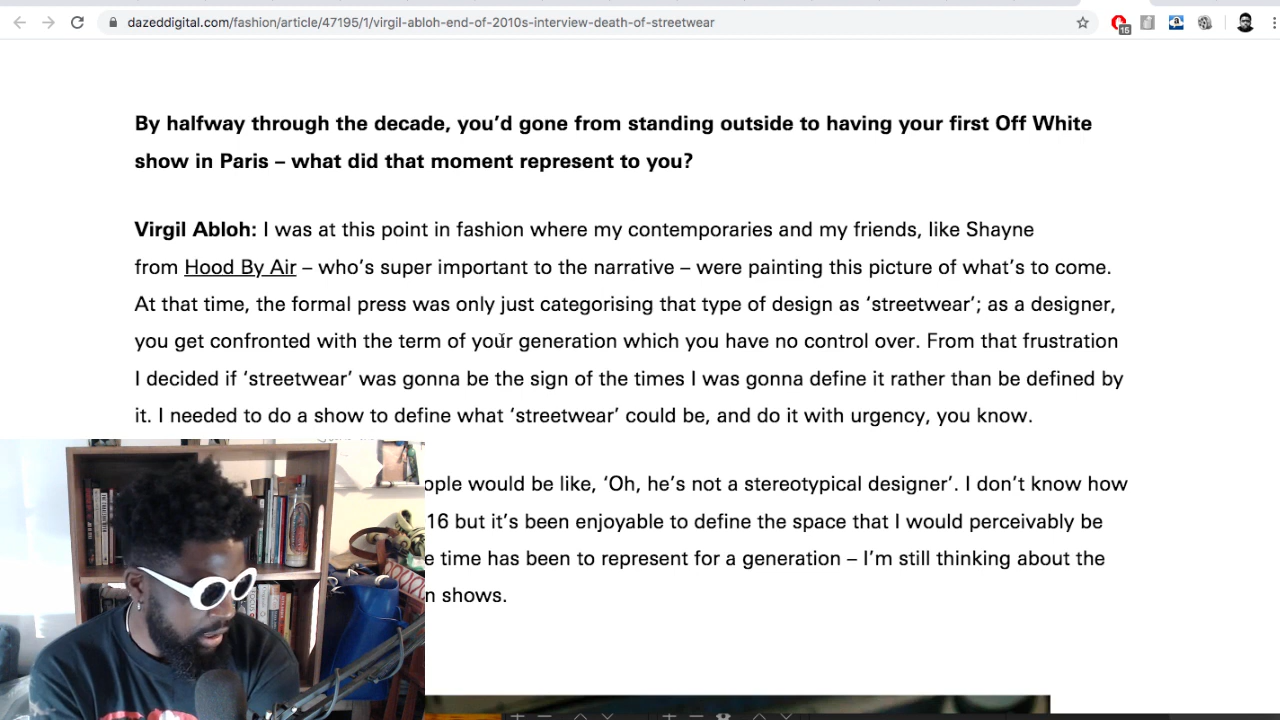 dazeddigital.com/fashion/article/47195/1/virgil-abloh-end-of-2010s-interview-death-of-streetwear
15
By halfway through the decade, you’d gone from standing outside to having your first Off White
show in Paris – what did that moment represent to you?
Virgil Abloh: I was at this point in fashion where my contemporaries and my friends, like Shayne
from Hood By Air – who’s super important to the narrative – were painting this picture of what’s to come.
At that time, the formal press was only just categorising that type of design as ‘streetwear’; as a designer,
you get confronted with the term of your generation which you have no control over. From that frustration
I decided if ‘streetwear’ was gonna be the sign of the times I was gonna define it rather than be defined by
it. I needed to do a show to define what ‘streetwear’ could be, and do it with urgency, you know.
ople would be like, ‘Oh, he’s not a stereotypical designer’. I don’t know how
16 but it’s been enjoyable to define the space that I would perceivably be
e time has been to represent for a generation – I’m still thinking about the
n shows.